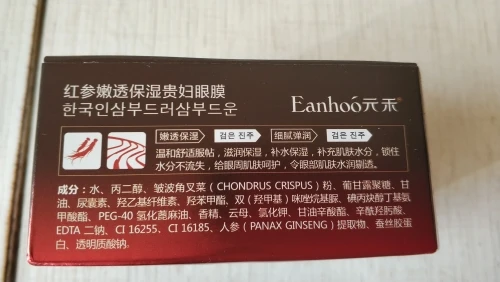 红参嫩透保湿贵妇眼膜
한국인삼부드러삼부드운
Eanhoó元禾®
嫩透保湿 검은 진주 细腻弹润 검은 진주
温和舒适服帖，滋润保湿，补水保湿，补充肌肤水分，锁住
水分不流失，给眼周肌肤呵护，令眼部肌肤水润剔透。
成分：水、丙二醇、皱波角叉菜（CHONDRUS CRISPUS）粉、葡甘露聚糖、甘
油、尿囊素、羟乙基纤维素、羟苯甲酯、双（羟甲基）咪唑烷基脲、碘丙炔醇丁基氨
甲酸酯、PEG-40 氢化蓖麻油、香精、云母、氯化钾、甘油辛酸酯、辛酰羟肟酸、
EDTA 二钠、CI 16255、CI 16185、人参（PANAX GINSENG）提取物、蚕丝胶蛋
白、透明质酸钠。